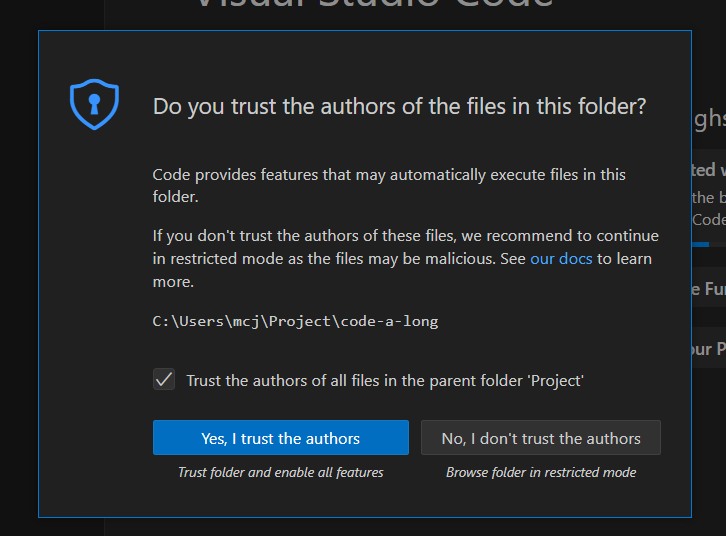 Visual Studio Code
Do you trust the authors of the files in this folder?
Code provides features that may automatically execute files in this
folder.
If you don't trust the authors of these files, we recommend to continue
in restricted mode as the files may be malicious. See our docs to learn
more.
C:\Users\mcj\Project\code-a-long
Trust the authors of all files in the parent folder 'Project'
Yes, I trust the authors
No, I don't trust the authors
Trust folder and enable all features
Browse folder in restricted mode
the b
Code